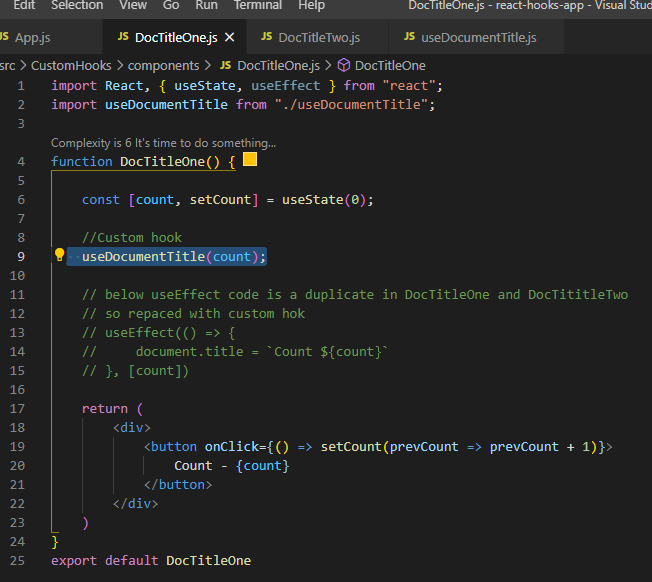 Edit Selection View Go Run Terminal Help DocTitleOne.js - react-hooks-app - Visual Stud
JS App.js JS DocTitleOne.js × JS DocTitleTwo.js JS useDocumentTitle.js
src > CustomHooks > components > JS DocTitleOne.js > DocTitleOne
1 import React, { useState, useEffect } from "react";
2 import useDocumentTitle from "./useDocumentTitle";
3
Complexity is 6 It's time to do something...
4 function DocTitleOne() {
5
6 const [count, setCount] = useState(0);
7
8 //Custom hook
9 useDocumentTitle(count);
10
11 // below useEffect code is a duplicate in DocTitleOne and DocTititleTwo
12 // so repaced with custom hok
13 // useEffect(() => {
14 //     document.title = `Count ${count}`
15 // }, [count])
16
17 return (
18 <div>
19 <button onClick={() => setCount(prevCount => prevCount + 1)}>
20 Count - {count}
21 </button>
22 </div>
23 )
24 }
25 export default DocTitleOne